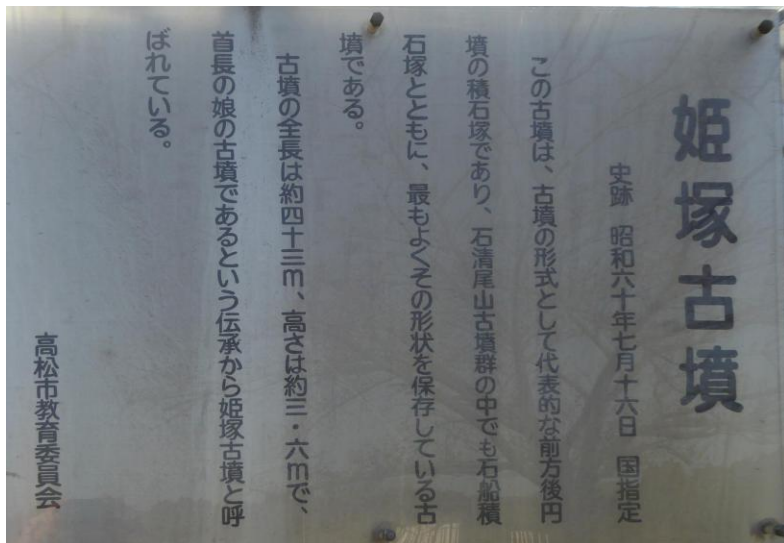 姫塚古墳
史跡　昭和六十年七月十六日　国指定
この古墳は、古墳の形式として代表的な前方後円
墳の積石塚であり、石清尾山古墳群の中でも石船積
石塚とともに、最もよくその形状を保存している古
墳である。
古墳の全長は約四十三m、高さは約三・六mで、
首長の娘の古墳であるという伝承から姫塚古墳と呼
ばれている。
高松市教育委員会